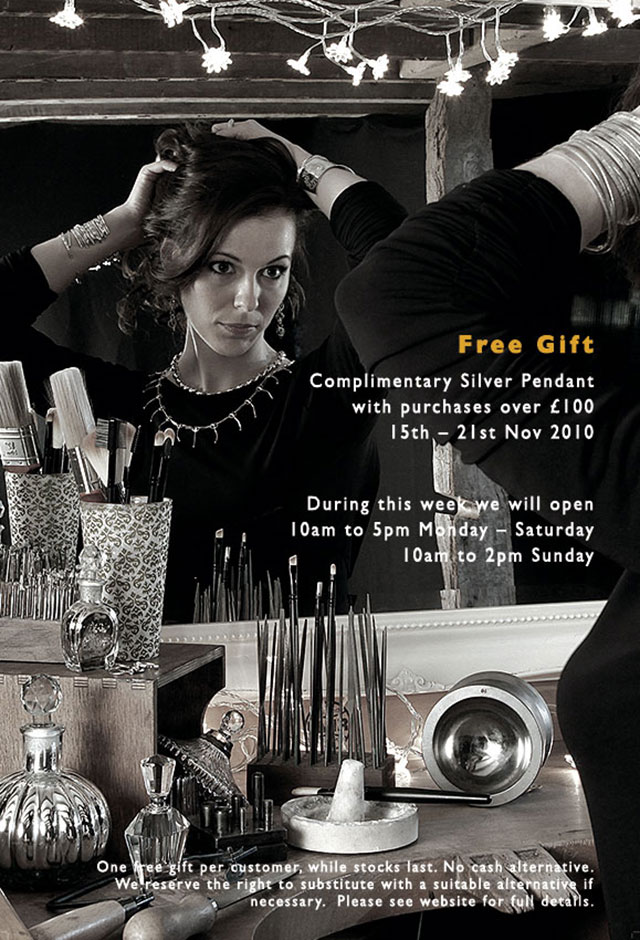 Free Gift
Complimentary Silver Pendant
with purchases over £100
15th – 21st Nov 2010
During this week we will open
10am to 5pm Monday – Saturday
10am to 2pm Sunday
One free gift per customer, while stocks last. No cash alternative.
We reserve the right to substitute with a suitable alternative if
necessary. Please see website for full details.